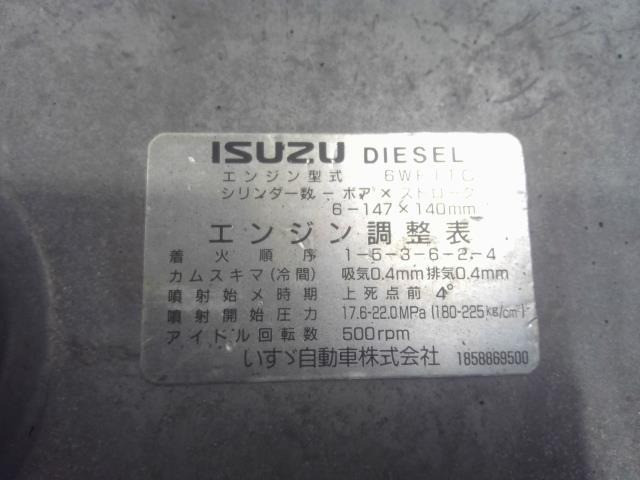 ISUZU DIESEL
エンジン型式 6WF1TC
シリンダー数－ボア×ストローク
6－147×140mm
エンジン調整表
着火順序 1-5-3-6-2-4
カムスキマ(冷間) 吸気0.4mm排気0.4mm
噴射始メ時期 上死点前 4°
噴射開始圧力 17.6-22.0MPa(180-225kg/cm²)
アイドル回転数 500rpm
いすゞ自動車株式会社 1858869500